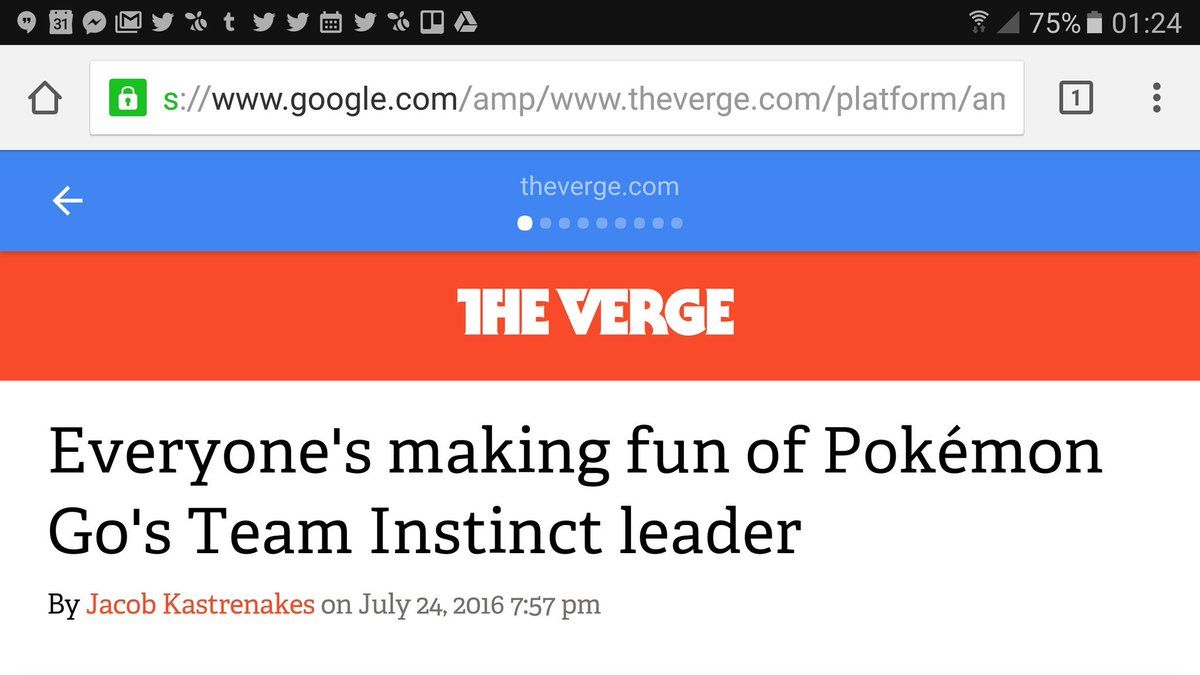 31 t 75% 01:24
s://www.google.com/amp/www.theverge.com/platform/an 1
theverge.com
THE VERGE
Everyone's making fun of Pokémon
Go's Team Instinct leader
By Jacob Kastrenakes on July 24, 2016 7:57 pm